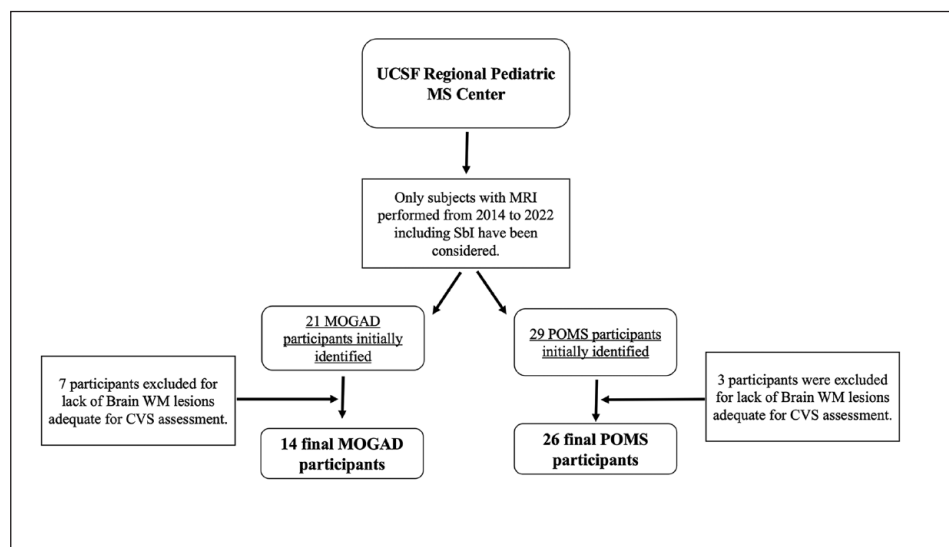 UCSF Regional Pediatric
MS Center
Only subjects with MRI
performed from 2014 to 2022
including SbI have been
considered.
21 MOGAD
participants initially
identified
29 POMS participants
initially identified
7 participants excluded for
lack of Brain WM lesions
adequate for CVS assessment.
3 participants were excluded
for lack of Brain WM lesions
adequate for CVS assessment.
14 final MOGAD
participants
26 final POMS
participants